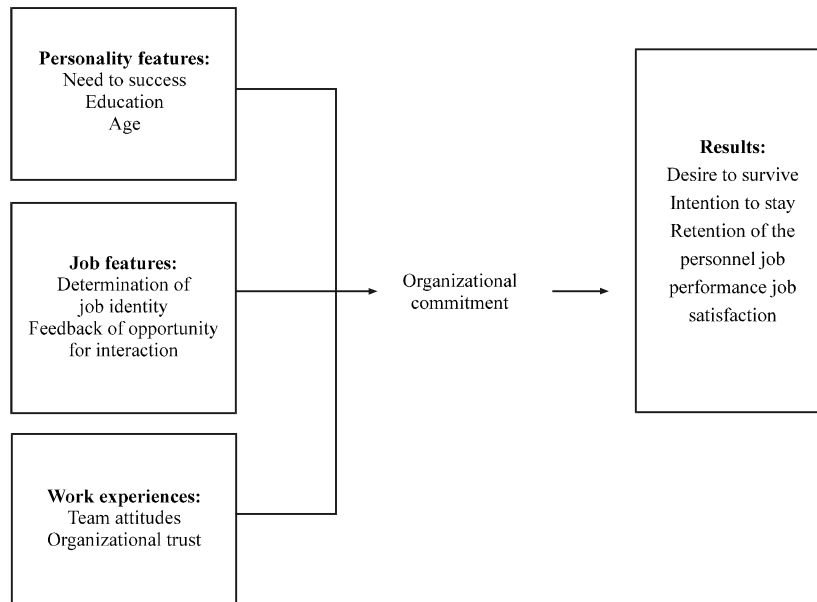 Personality features:
Need to success
Education
Age
Job features:
Determination of
job identity
Feedback of opportunity
for interaction
Work experiences:
Team attitudes
Organizational trust
Organizational
commitment
Results:
Desire to survive
Intention to stay
Retention of the
personnel job
performance job
satisfaction